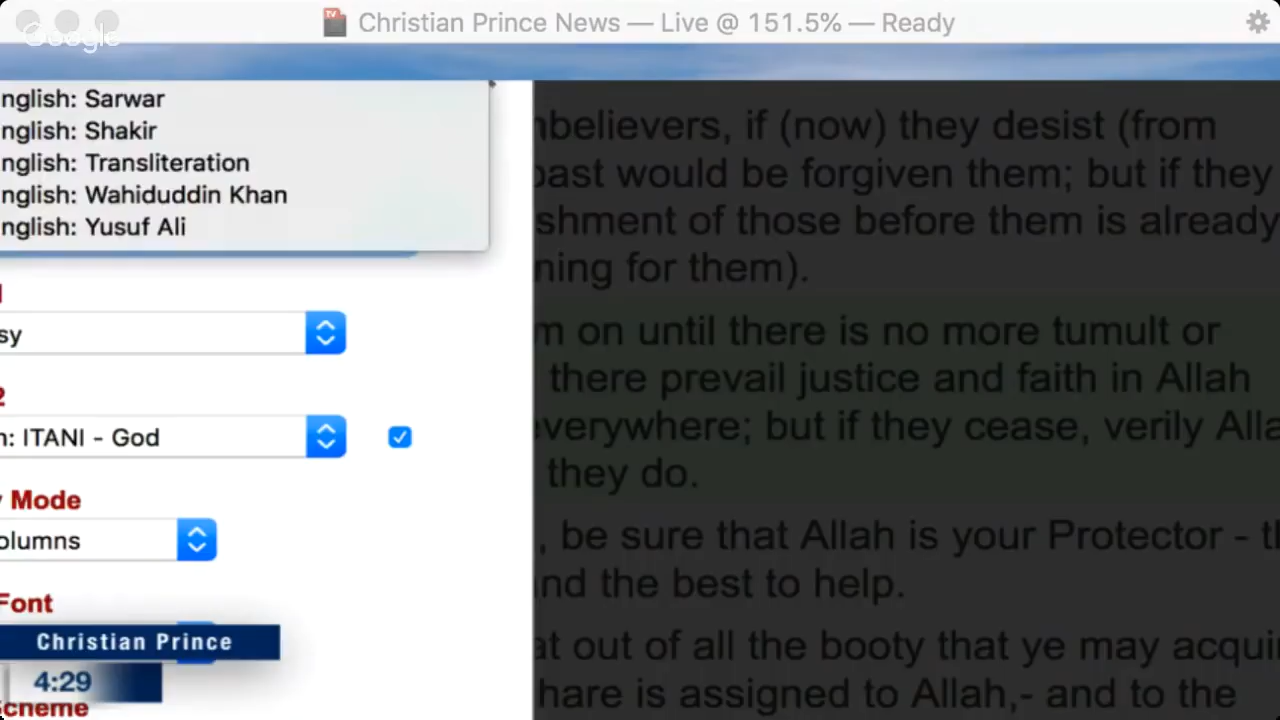 Christian Prince News — Live @ 151.5% — Ready
Google
nglish: Sarwar
nglish: Shakir
nglish: Transliteration
nglish: Wahiduddin Khan
nglish: Yusuf Ali
sy
2
n: ITANI - God
y Mode
olumns
Font
Christian Prince
4:29
Scheme
nbelievers, if (now) they desist (from
past would be forgiven them; but if they
shment of those before them is already
ning for them).
m on until there is no more tumult or
there prevail justice and faith in Allah
everywhere; but if they cease, verily Alla
they do.
, be sure that Allah is your Protector - th
nd the best to help.
at out of all the booty that ye may acqui
hare is assigned to Allah,- and to the